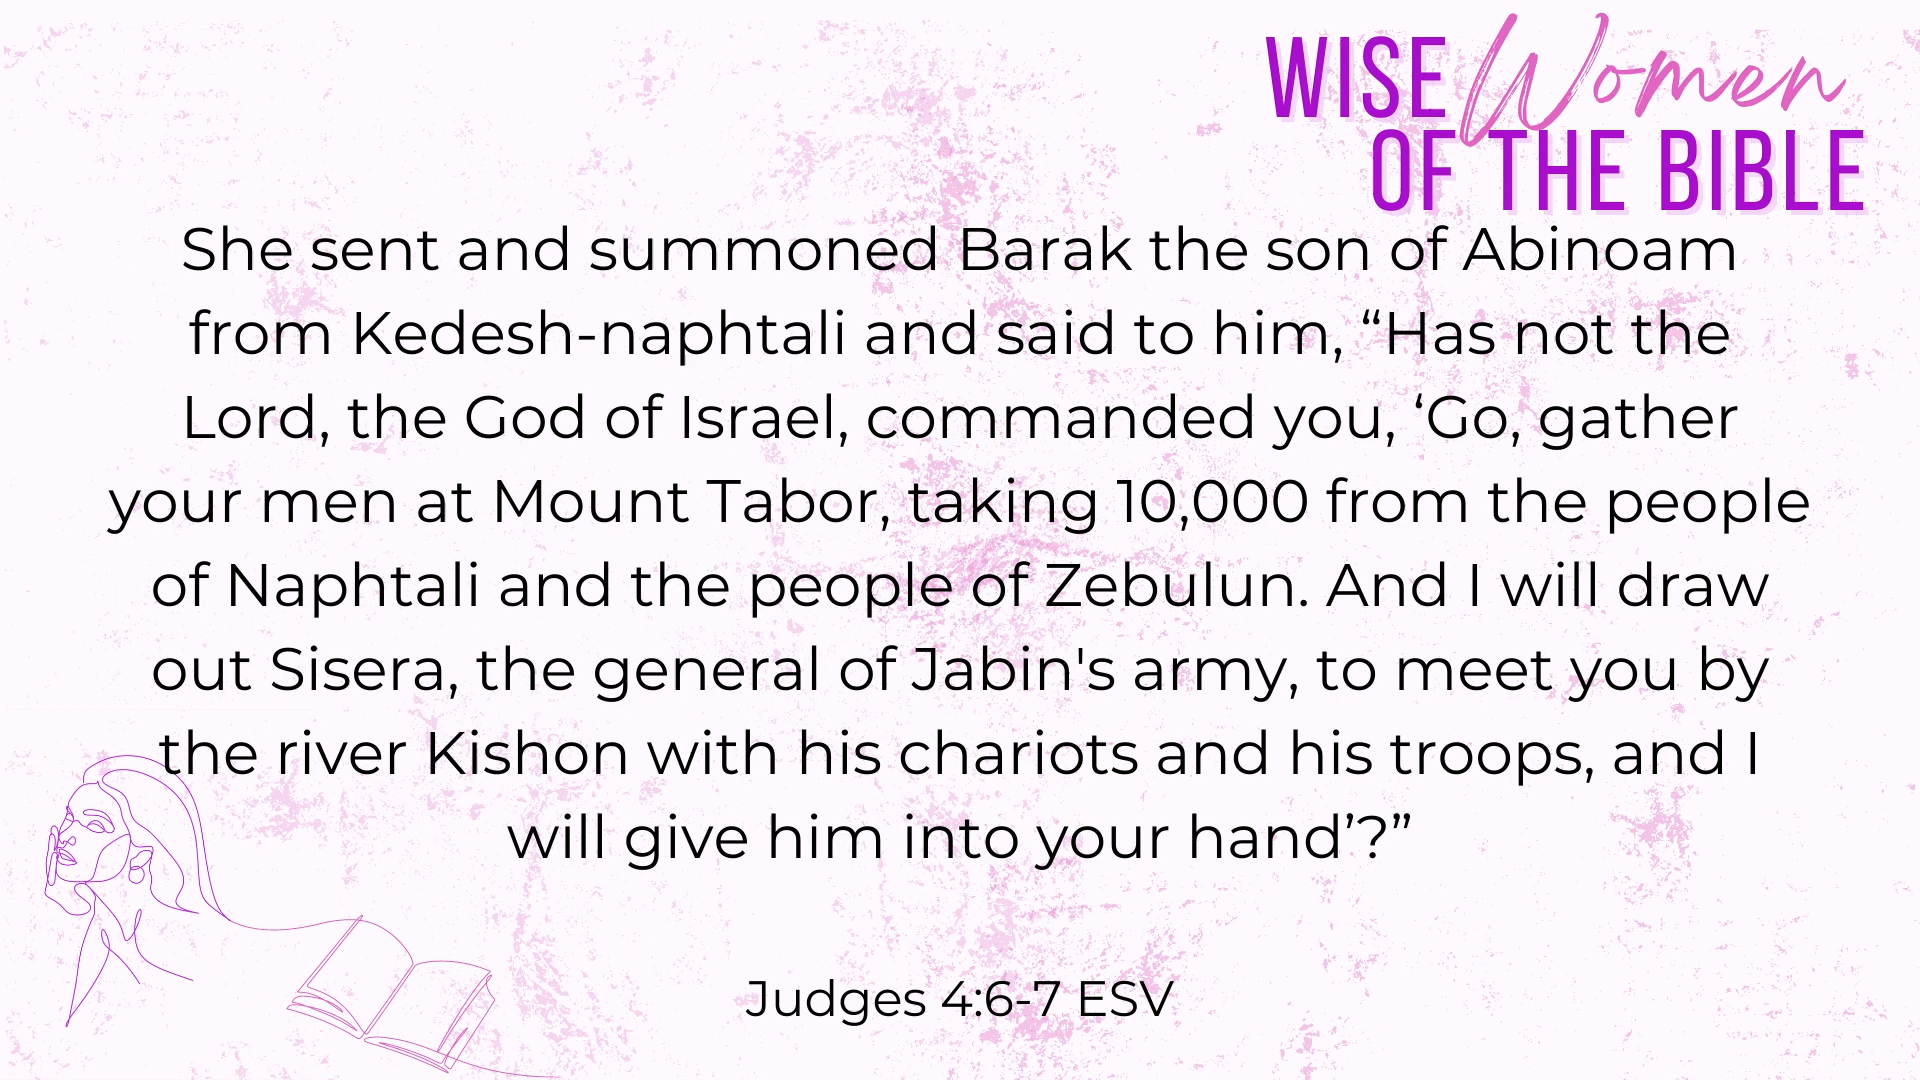 WISE Women
OF THE BIBLE
She sent and summoned Barak the son of Abinoam
from Kedesh-naphtali and said to him, “Has not the
Lord, the God of Israel, commanded you, ‘Go, gather
your men at Mount Tabor, taking 10,000 from the people
of Naphtali and the people of Zebulun. And I will draw
out Sisera, the general of Jabin's army, to meet you by
the river Kishon with his chariots and his troops, and I
will give him into your hand’?”
Judges 4:6-7 ESV